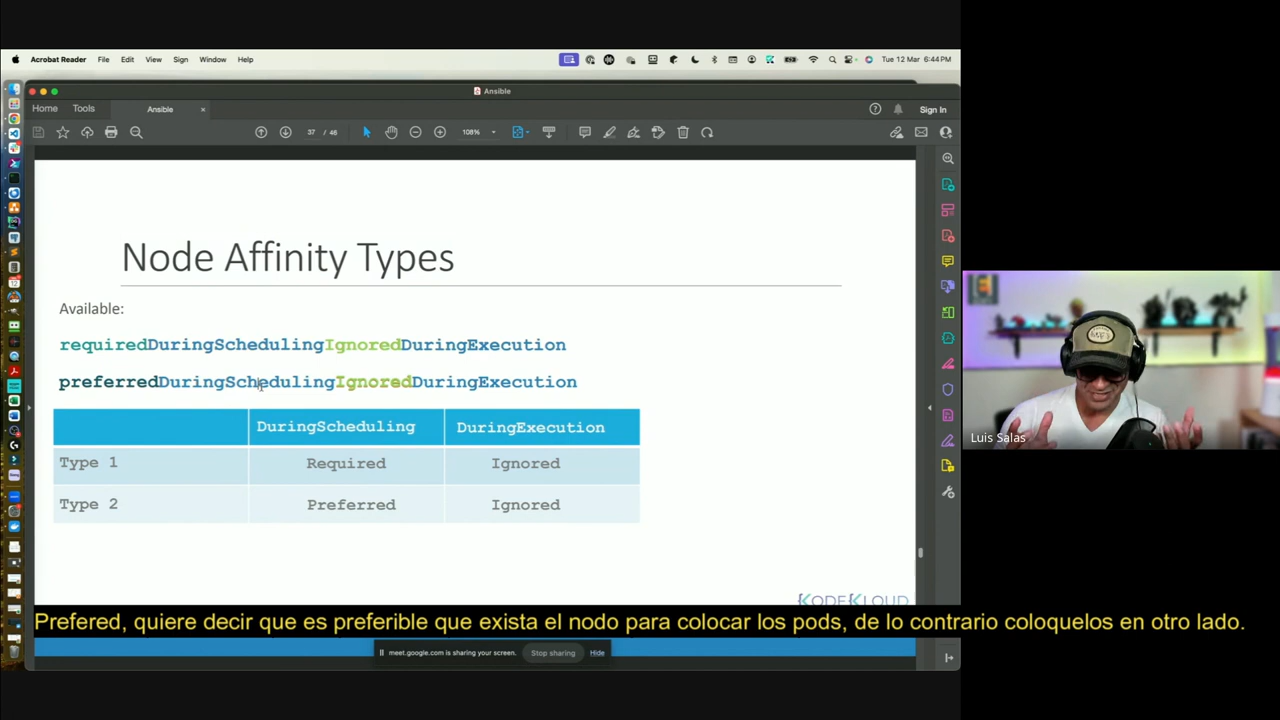 Acrobat Reader File Edit View Sign Window Help Tue 12 Mar 6:44 PM
Ansible
Home Tools Ansible × Sign In
37 / 46 108%
Node Affinity Types
Available:
requiredDuringSchedulingIgnoredDuringExecution
preferredDuringSchedulingIgnoredDuringExecution
DuringScheduling DuringExecution
Type 1 Required Ignored
Type 2 Preferred Ignored
KODEKLOUD
Luis Salas
Prefered, quiere decir que es preferible que exista el nodo para colocar los pods, de lo contrario coloquelos en otro lado.
meet.google.com is sharing your screen. Stop sharing Hide